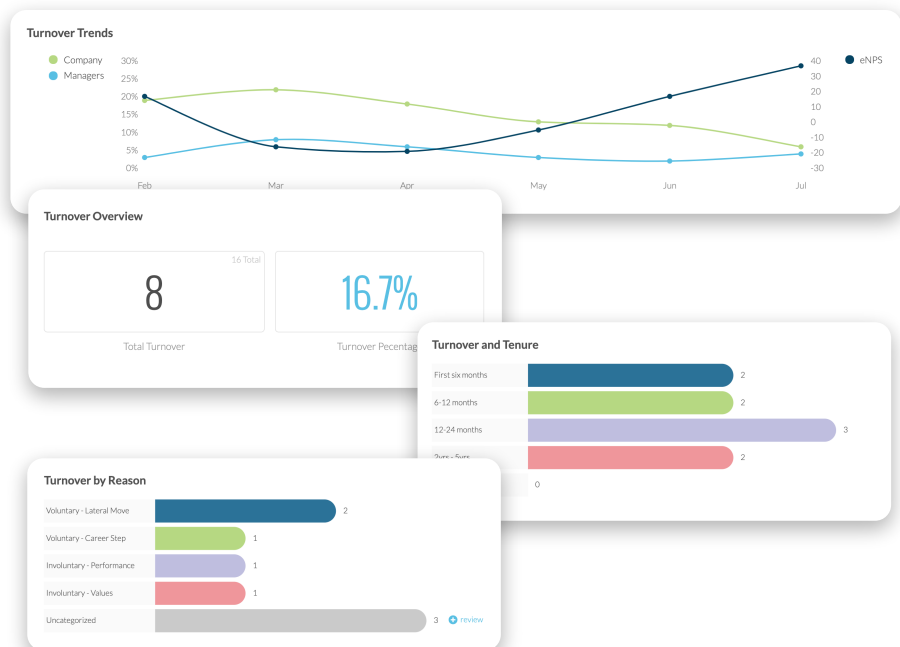 Turnover Trends
Company
Managers
30%
25%
20%
15%
10%
5%
0%
40
30
20
10
0
-10
-20
-30
eNPS
Feb Mar Apr May Jun Jul
Turnover Overview
16 Total
8
16.7%
Total Turnover
Turnover Pecentag
Turnover and Tenure
First six months 2
6-12 months 2
12-24 months 3
2yrs - 5yrs 2
0
Turnover by Reason
Voluntary - Lateral Move 2
Voluntary - Career Step 1
Involuntary - Performance 1
Involuntary - Values 1
Uncategorized 3 review